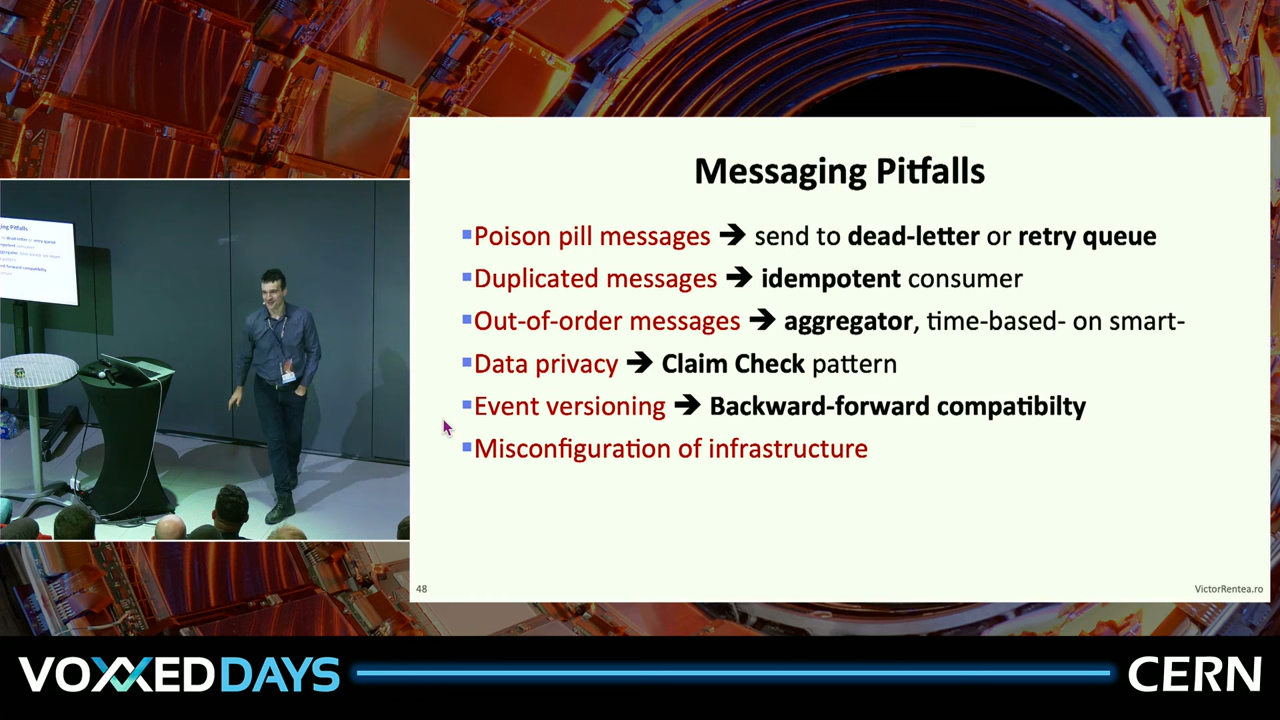 Messaging Pitfalls
Poison pill messages ➔ send to dead-letter or retry queue
Duplicated messages ➔ idempotent consumer
Out-of-order messages ➔ aggregator, time-based- on smart-
Data privacy ➔ Claim Check pattern
Event versioning ➔ Backward-forward compatibilty
Misconfiguration of infrastructure
48
VictorRentea.ro
VOXXED DAYS
CERN